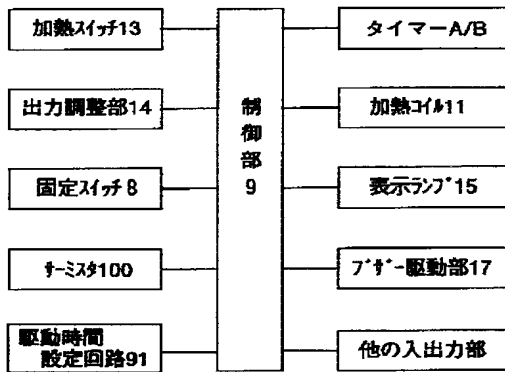 加熱ｽｲｯﾁ13
出力調整部14
固定ｽｲｯﾁ8
ｻｰﾐｽﾀ100
駆動時間
設定回路91
制
御
部
9
タイマーA/B
加熱ｺｲﾙ11
表示ﾗﾝﾌﾟ15
ﾌﾞｻﾞｰ駆動部17
他の入出力部